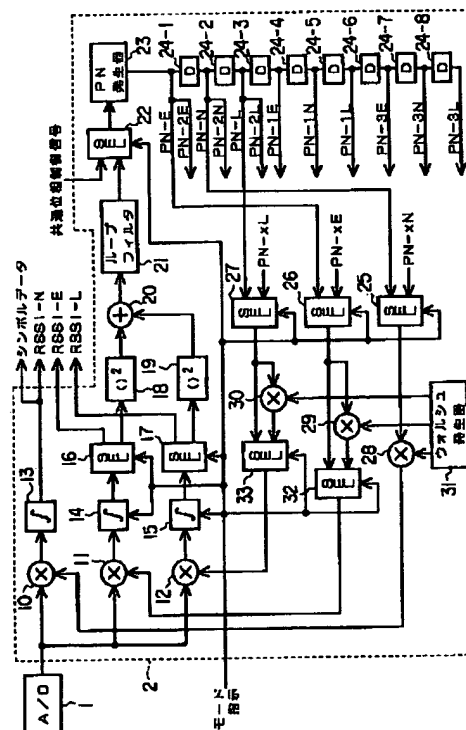 A/D
1
2
10
11
12
13
∫
14
∫
15
∫
16
SEL
17
SEL
18
( )²
19
( )²
20
21
ループ
フィルタ
22
SEL
23
PN
発生器
シンボルデータ
RSSI-N
RSSI-E
RSSI-L
共通位相制御信号
24-1
D
24-2
D
24-3
D
24-4
D
24-5
D
24-6
D
24-7
D
24-8
D
PN-E
PN-2E
PN-N
PN-2N
PN-L
PN-2L
PN-1E
PN-1N
PN-1L
PN-3E
PN-3N
PN-3L
27
SEL
PN-xL
26
SEL
PN-xE
25
SEL
PN-xN
30
29
28
33
SEL
32
SEL
31
ウォルシュ
発生器
モード
指示